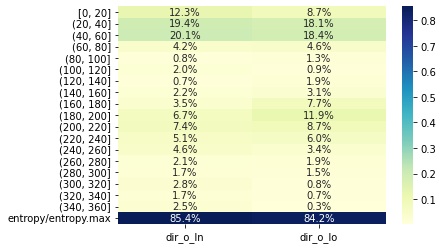 [0, 20] 12.3% 8.7%
(20, 40] 19.4% 18.1%
(40, 60] 20.1% 18.4%
(60, 80] 4.2% 4.6%
(80, 100] 0.8% 1.3%
(100, 120] 2.0% 0.9%
(120, 140] 0.7% 1.9%
(140, 160] 2.2% 3.1%
(160, 180] 3.5% 7.7%
(180, 200] 6.7% 11.9%
(200, 220] 7.4% 8.7%
(220, 240] 5.1% 6.0%
(240, 260] 4.6% 3.4%
(260, 280] 2.1% 1.9%
(280, 300] 1.7% 1.5%
(300, 320] 2.8% 0.8%
(320, 340] 1.7% 0.7%
(340, 360] 2.5% 0.3%
entropy/entropy.max 85.4% 84.2%
dir_o_ln dir_o_lo
0.8
0.7
0.6
0.5
0.4
0.3
0.2
0.1